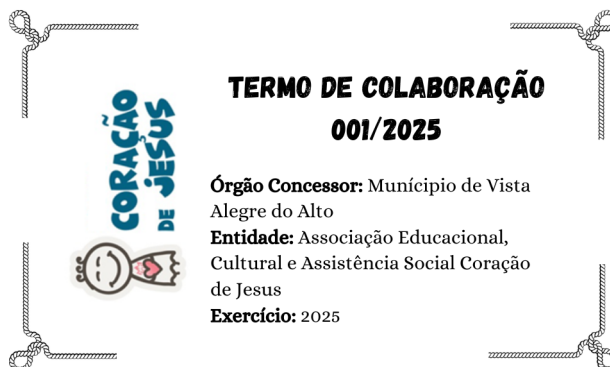 CORAÇÃO
DE JESUS
TERMO DE COLABORAÇÃO
001/2025
Órgão Concessor: Munícipio de Vista
Alegre do Alto
Entidade: Associação Educacional,
Cultural e Assistência Social Coração
de Jesus
Exercício: 2025